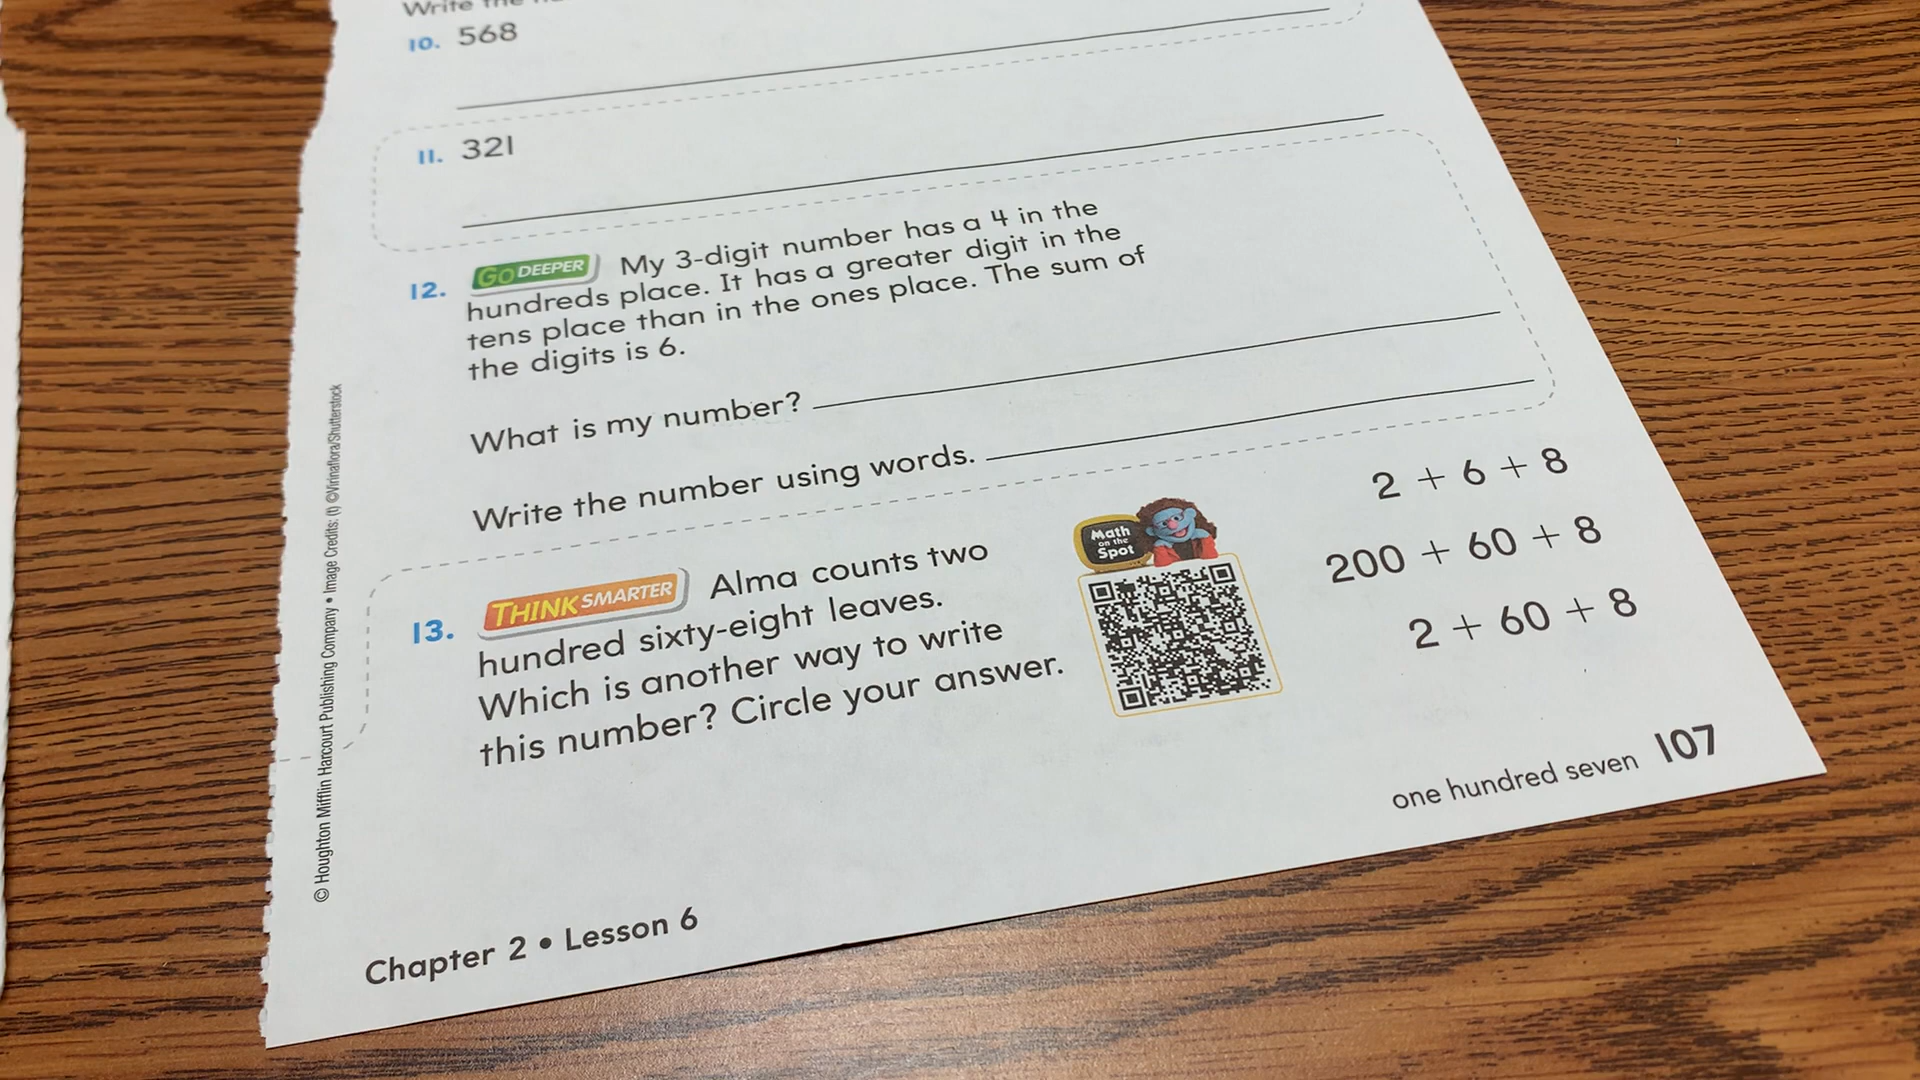 Write the
10. 568
11. 321
12. GO DEEPER My 3-digit number has a 4 in the
hundreds place. It has a greater digit in the
tens place than in the ones place. The sum of
the digits is 6.
What is my number?
Write the number using words.
13. THINK SMARTER Alma counts two
hundred sixty-eight leaves.
Which is another way to write
this number? Circle your answer.
Math
on the
Spot
2 + 6 + 8
200 + 60 + 8
2 + 60 + 8
© Houghton Mifflin Harcourt Publishing Company • Image Credits: (t) ©Virinaflora/Shutterstock
Chapter 2 • Lesson 6
one hundred seven 107